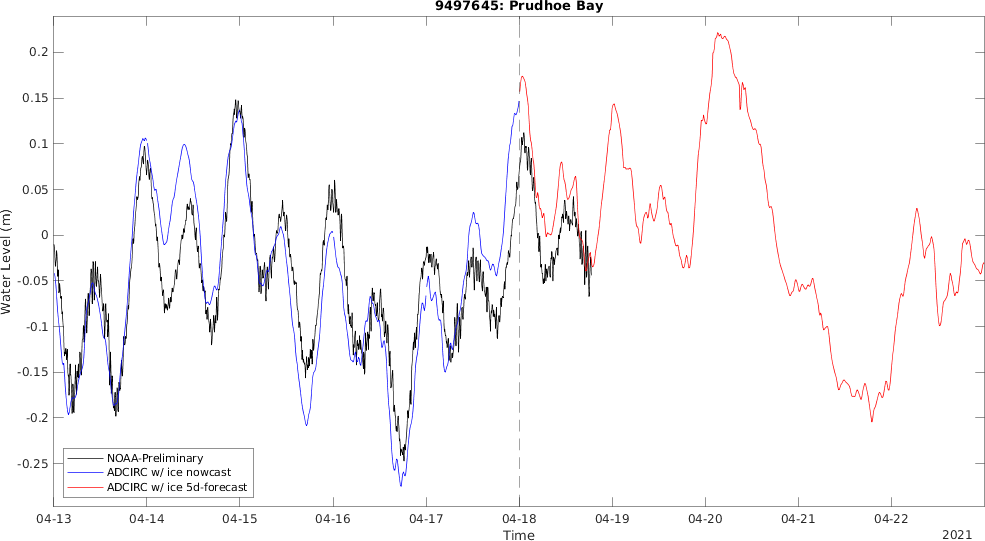 9497645: Prudhoe Bay
Water Level (m)
0.2
0.15
0.1
0.05
0
-0.05
-0.1
-0.15
-0.2
-0.25
NOAA-Preliminary
ADCIRC w/ ice nowcast
ADCIRC w/ ice 5d-forecast
04-13 04-14 04-15 04-16 04-17 04-18 04-19 04-20 04-21 04-22
Time
2021